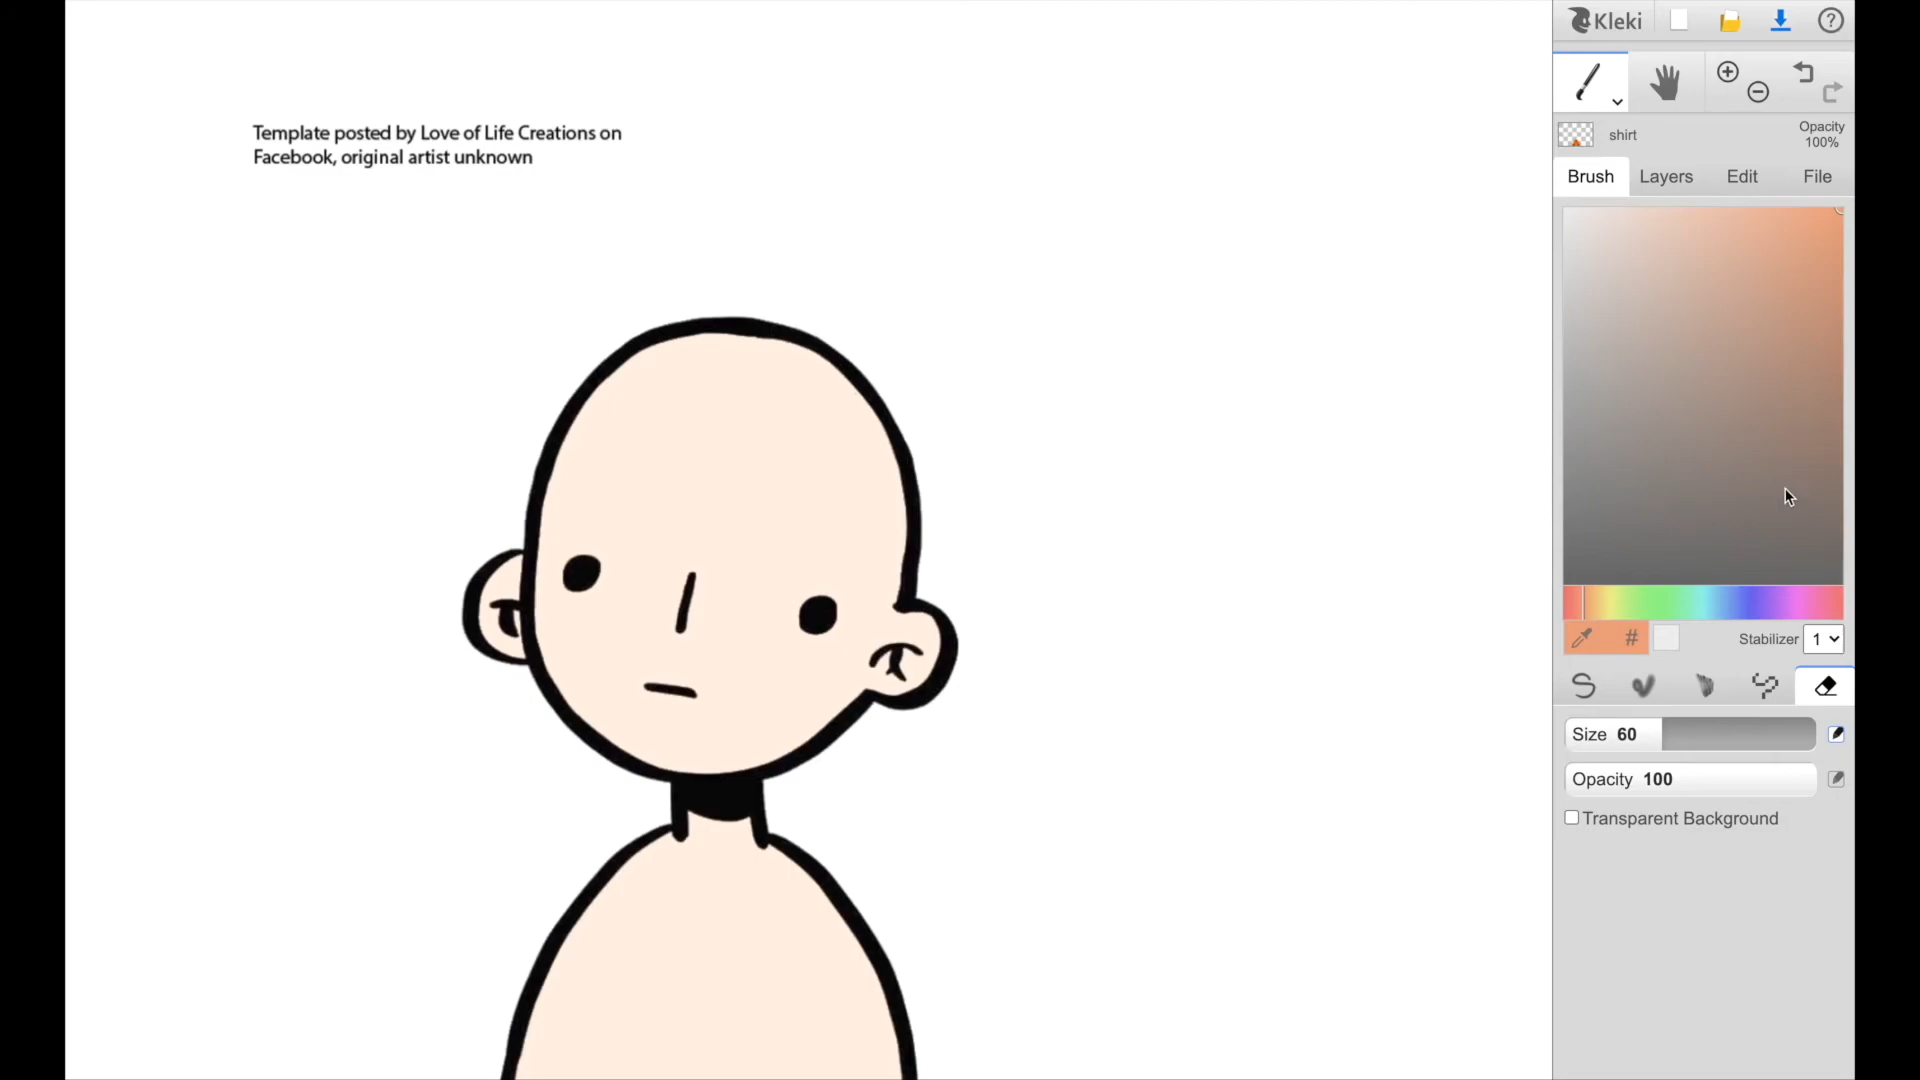 Kleki
Template posted by Love of Life Creations on
Facebook, original artist unknown
shirt
Opacity
100%
Brush Layers Edit File
# Stabilizer 1
Size 60
Opacity 100
Transparent Background